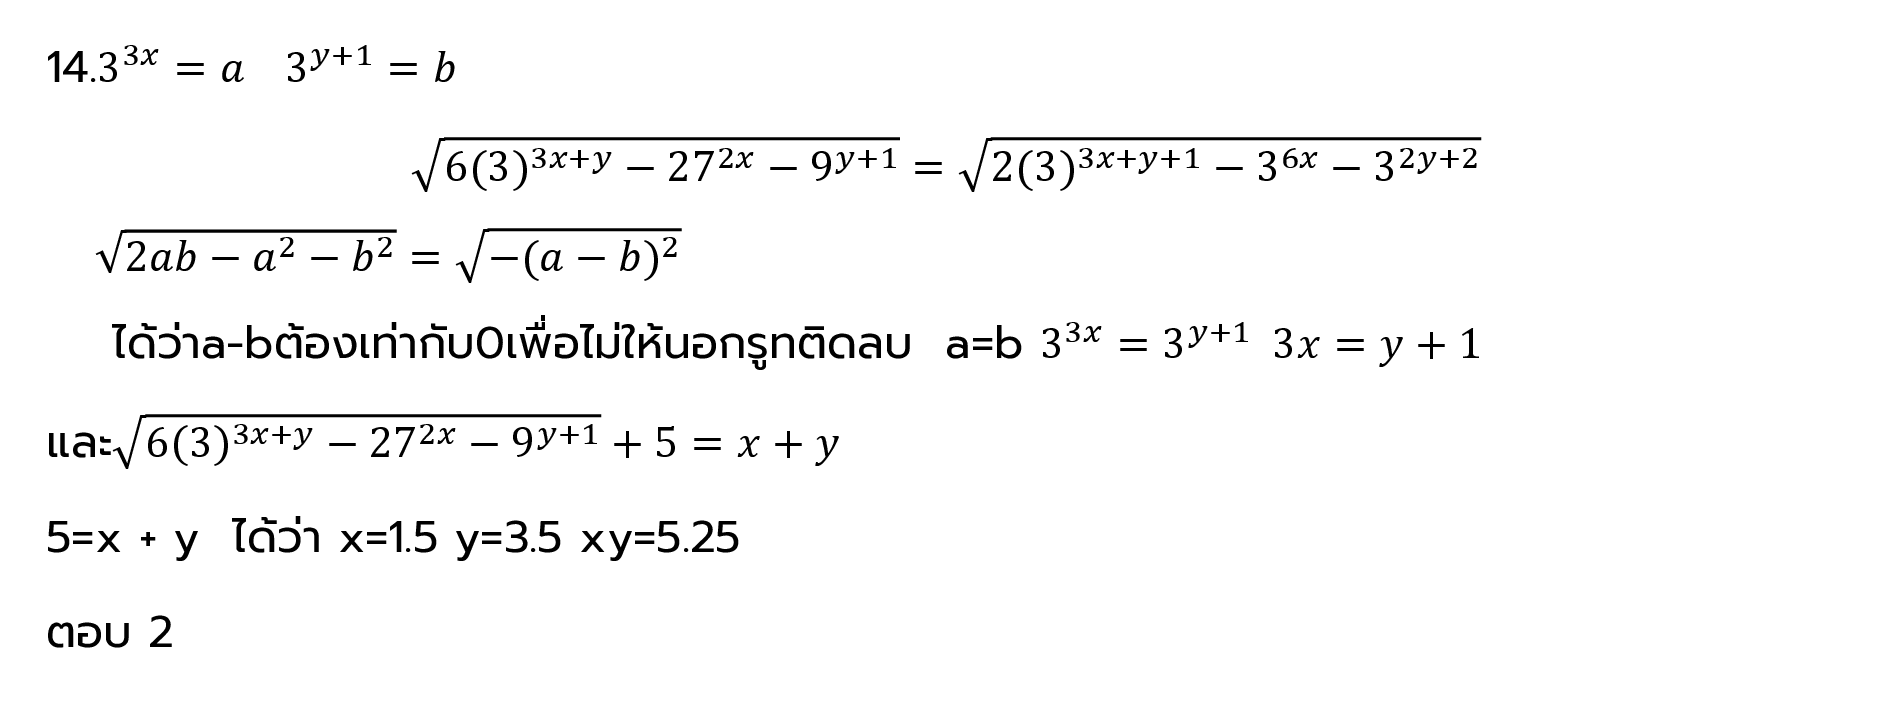 14.3^{3x} = a 3^{y+1} = b
√(6(3)^{3x+y} − 27^{2x} − 9^{y+1}) = √(2(3)^{3x+y+1} − 3^{6x} − 3^{2y+2})
√(2ab − a² − b²) = √(−(a − b)²)
ได้ว่าa-bต้องเท่ากับ0เพื่อไม่ให้นอกรูทติดลบ a=b 3^{3x} = 3^{y+1} 3x = y + 1
และ√(6(3)^{3x+y} − 27^{2x} − 9^{y+1}) + 5 = x + y
5=x + y ได้ว่า x=1.5 y=3.5 xy=5.25
ตอบ 2